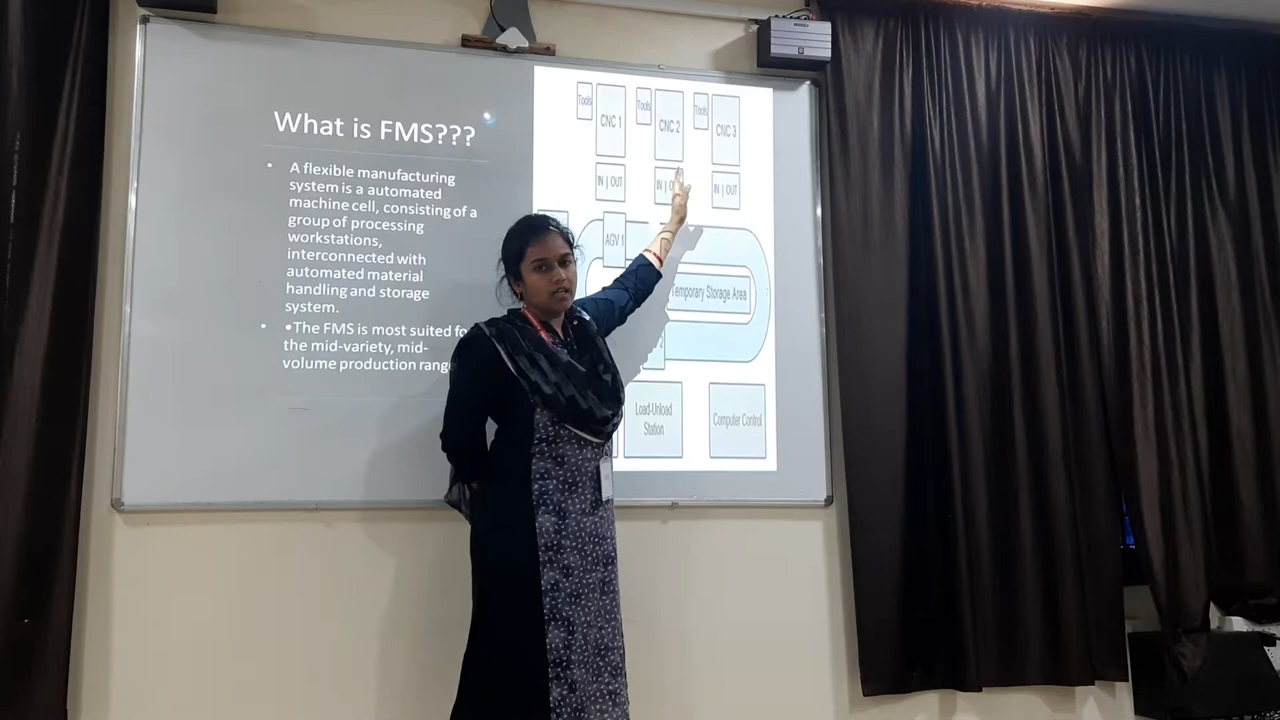 What is FMS???
• A flexible manufacturing
system is a automated
machine cell, consisting of a
group of processing
workstations,
interconnected with
automated material
handling and storage
system.
• •The FMS is most suited
the mid-variety, mid-
volume production range
Tools
CNC 1
Tools
CNC 2
Tools
CNC 3
IN | OUT
IN |
IN | OUT
AGV 1
Temporary Storage Area
Load-Unload
Station
Computer Control